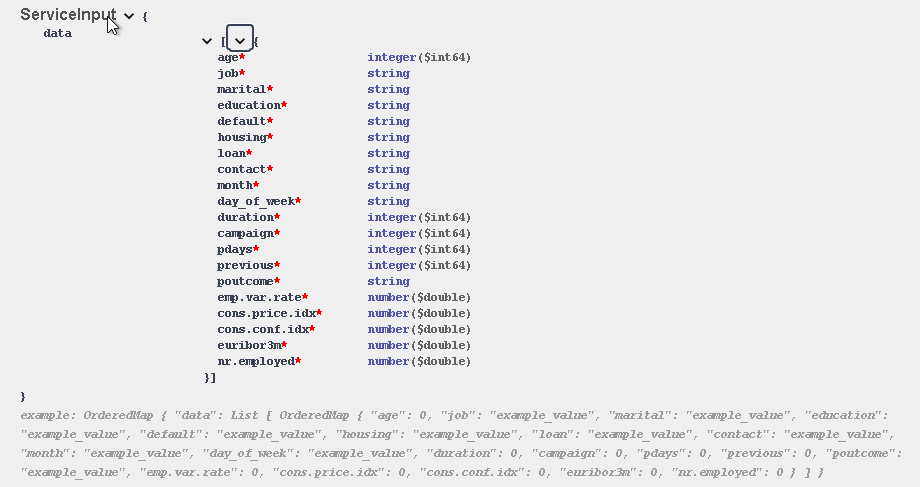 ServiceInput {
data
[ {
age* integer($int64)
job* string
marital* string
education* string
default* string
housing* string
loan* string
contact* string
month* string
day_of_week* string
duration* integer($int64)
campaign* integer($int64)
pdays* integer($int64)
previous* integer($int64)
poutcome* string
emp.var.rate* number($double)
cons.price.idx* number($double)
cons.conf.idx* number($double)
euribor3m* number($double)
nr.employed* number($double)
}]
}
example: OrderedMap { "data": List [ OrderedMap { "age": 0, "job": "example_value", "marital": "example_value", "education":
"example_value", "default": "example_value", "housing": "example_value", "loan": "example_value", "contact": "example_value",
"month": "example_value", "day_of_week": "example_value", "duration": 0, "campaign": 0, "pdays": 0, "previous": 0, "poutcome":
"example_value", "emp.var.rate": 0, "cons.price.idx": 0, "cons.conf.idx": 0, "euribor3m": 0, "nr.employed": 0 } ] }